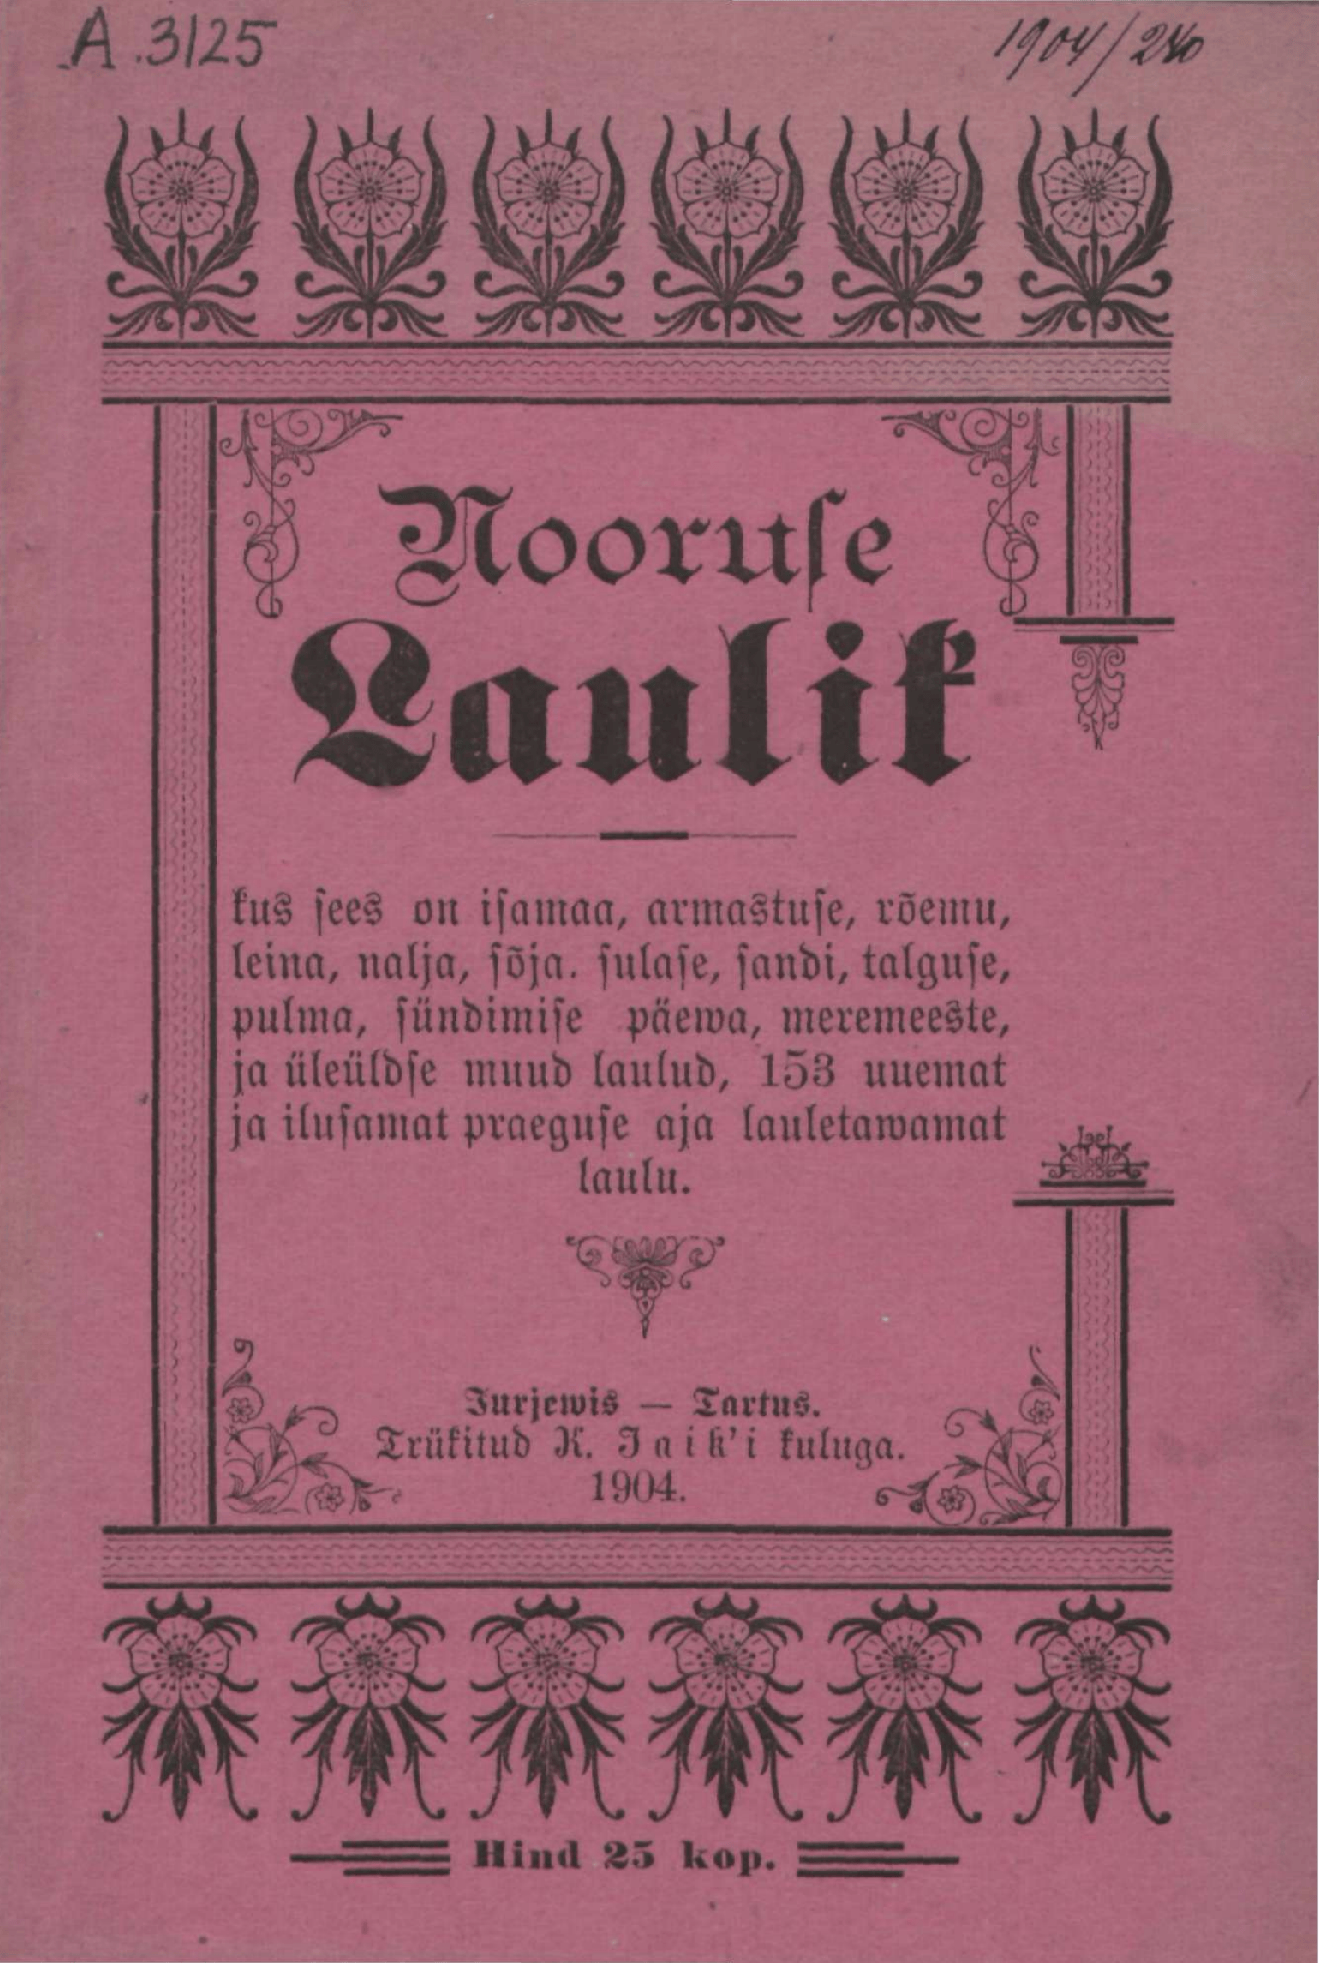 A.3125
1904/280
Nooruse
Laulik
kus sees on isamaa, armastuse, rõemu,
leina, nalja, sõja. sulase, sandi, talguse,
pulma, sündimise päewa, meremeeste,
ja üleüldse muud laulud, 153 uuemat
ja ilusamat praeguse aja lauletawamat
laulu.
Jurjewis — Tartus.
Trükitud K. Jaik'i kuluga.
1904.
Hind 25 kop.